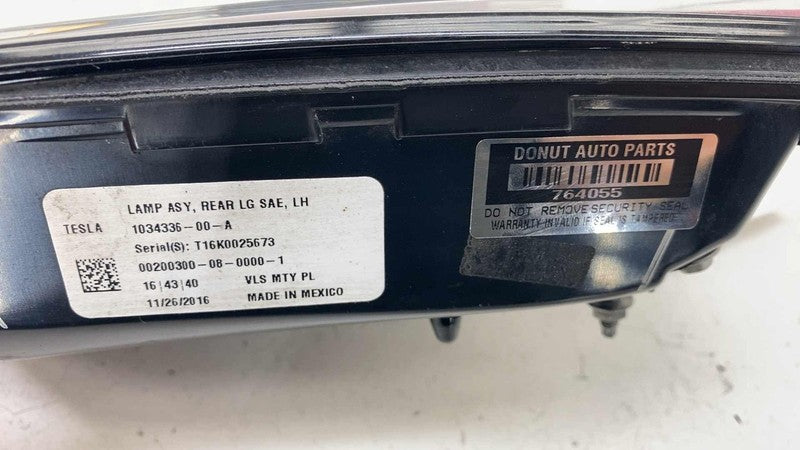 LAMP ASY, REAR LG SAE, LH
TESLA 1034336-00-A
Serial(S): T16K0025673
00200300-08-0000-1
16|43|40 VLS MTY PL
11/26/2016 MADE IN MEXICO
DONUT AUTO PARTS
764055
DO NOT REMOVE SECURITY SEAL
WARRANTY INVALID IF SEAL IS TAMPERED